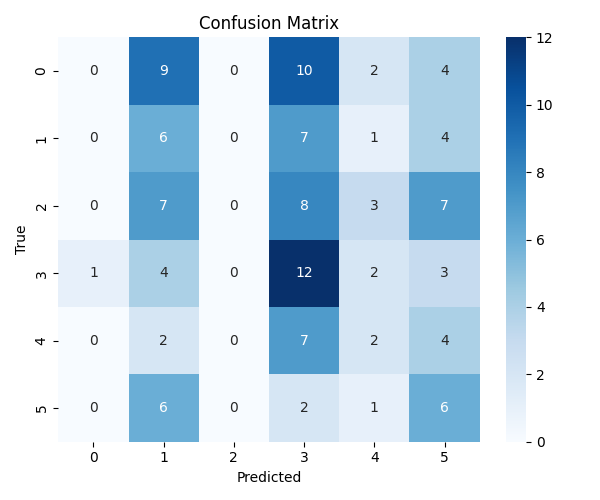 Confusion Matrix
True
0 0 9 0 10 2 4
1 0 6 0 7 1 4
2 0 7 0 8 3 7
3 1 4 0 12 2 3
4 0 2 0 7 2 4
5 0 6 0 2 1 6
0 1 2 3 4 5
Predicted
12
10
8
6
4
2
0